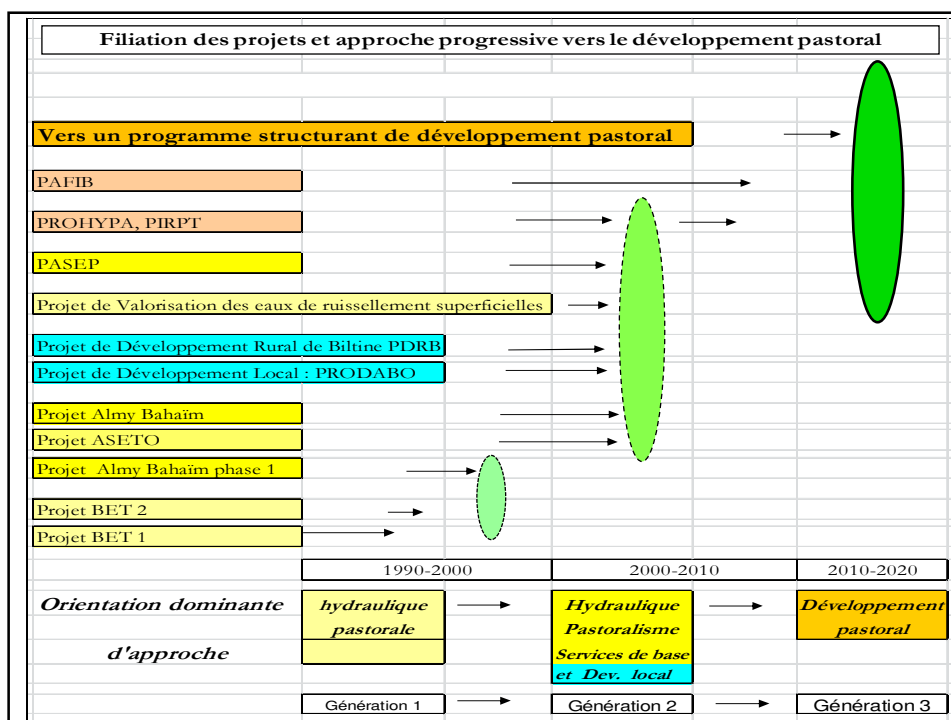 Filiation des projets et approche progressive vers le développement pastoral
Vers un programme structurant de développement pastoral
PAFIB
PROHYPA, PIRPT
PASEP
Projet de Valorisation des eaux de ruissellement superficielles
Projet de Développement Rural de Biltine PDRB
Projet de Développement Local : PRODABO
Projet Almy Bahaïm
Projet ASETO
Projet Almy Bahaïm phase 1
Projet BET 2
Projet BET 1
1990-2000 2000-2010 2010-2020
Orientation dominante hydraulique Hydraulique Développement
pastorale Pastoralisme pastoral
d'approche Services de base
et Dev. local
Génération 1 Génération 2 Génération 3